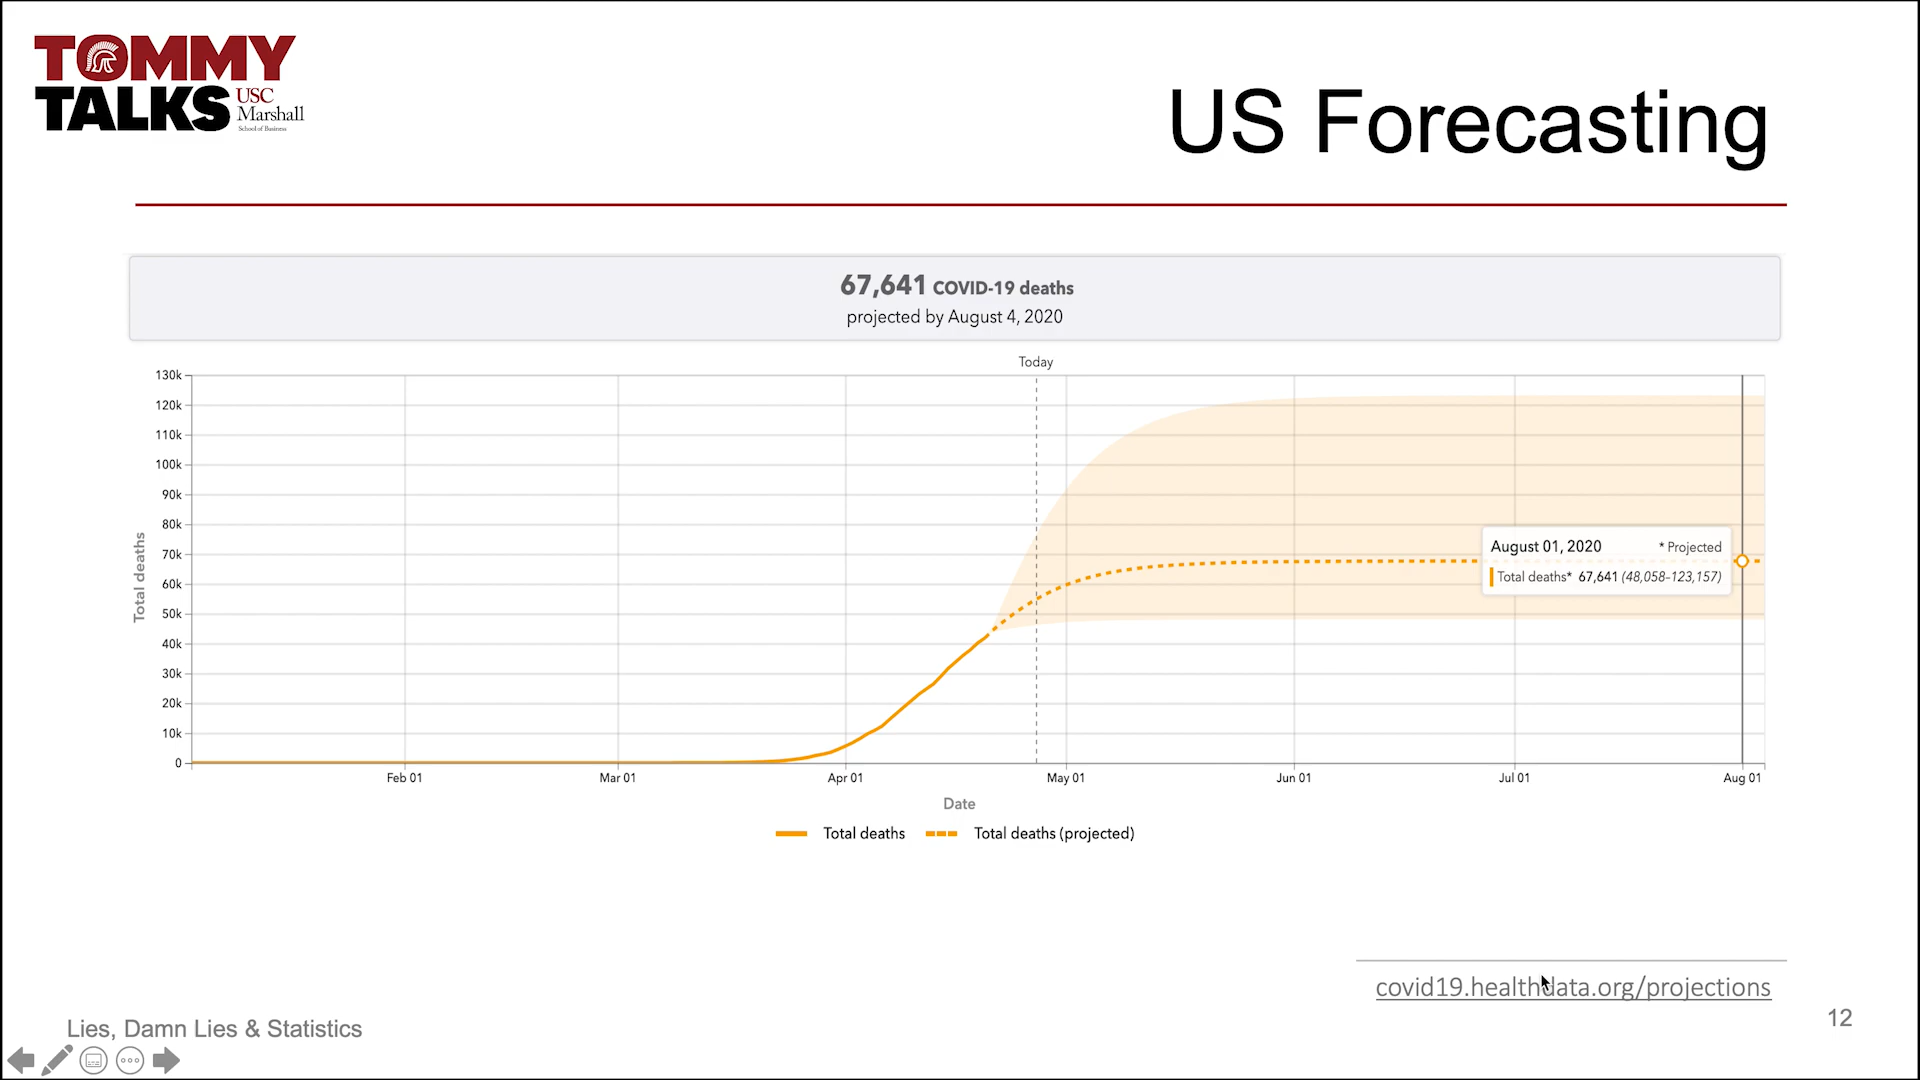 TOMMY
TALKS
USC
Marshall
School of Business
US Forecasting
67,641 COVID-19 deaths
projected by August 4, 2020
Today
130k
120k
110k
100k
90k
80k
70k
60k
50k
40k
30k
20k
10k
0
Total deaths
August 01, 2020 * Projected
Total deaths* 67,641 (48,058–123,157)
Feb 01 Mar 01 Apr 01 May 01 Jun 01 Jul 01 Aug 01
Date
Total deaths Total deaths (projected)
covid19.healthdata.org/projections
Lies, Damn Lies & Statistics
12